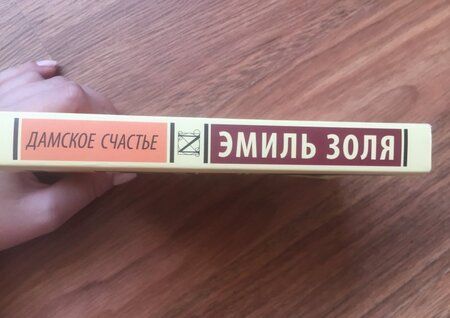 ДАМСКОЕ СЧАСТЬЕ
ЭМИЛЬ ЗОЛЯ